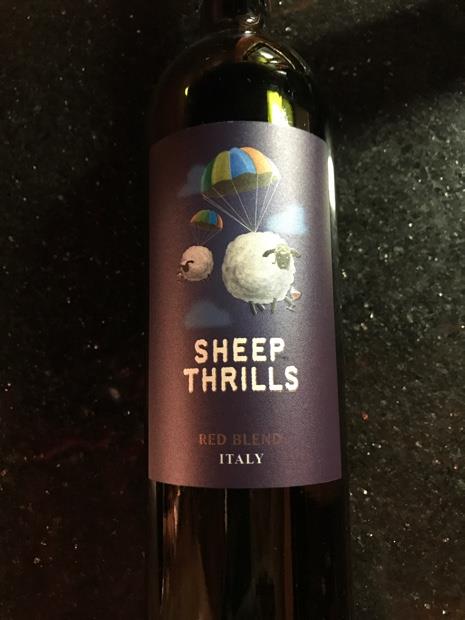 SHEEP
THRILLS
RED BLEND
ITALY